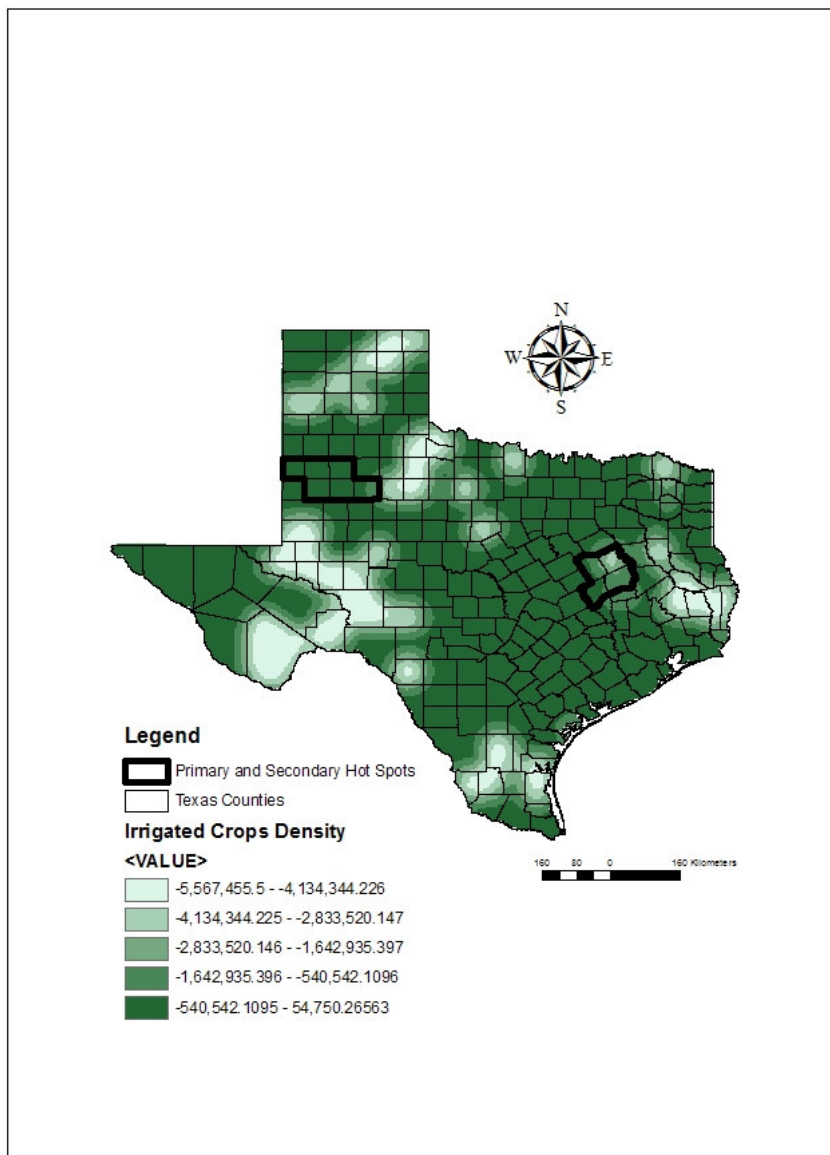 N
W E
S
Legend
Primary and Secondary Hot Spots
Texas Counties
Irrigated Crops Density
<VALUE>
-5,567,455.5 - -4,134,344.226
-4,134,344.225 - -2,833,520.147
-2,833,520.146 - -1,642,935.397
-1,642,935.396 - -540,542.1096
-540,542.1095 - 54,750.26563
160 80 0 160 Kilometers